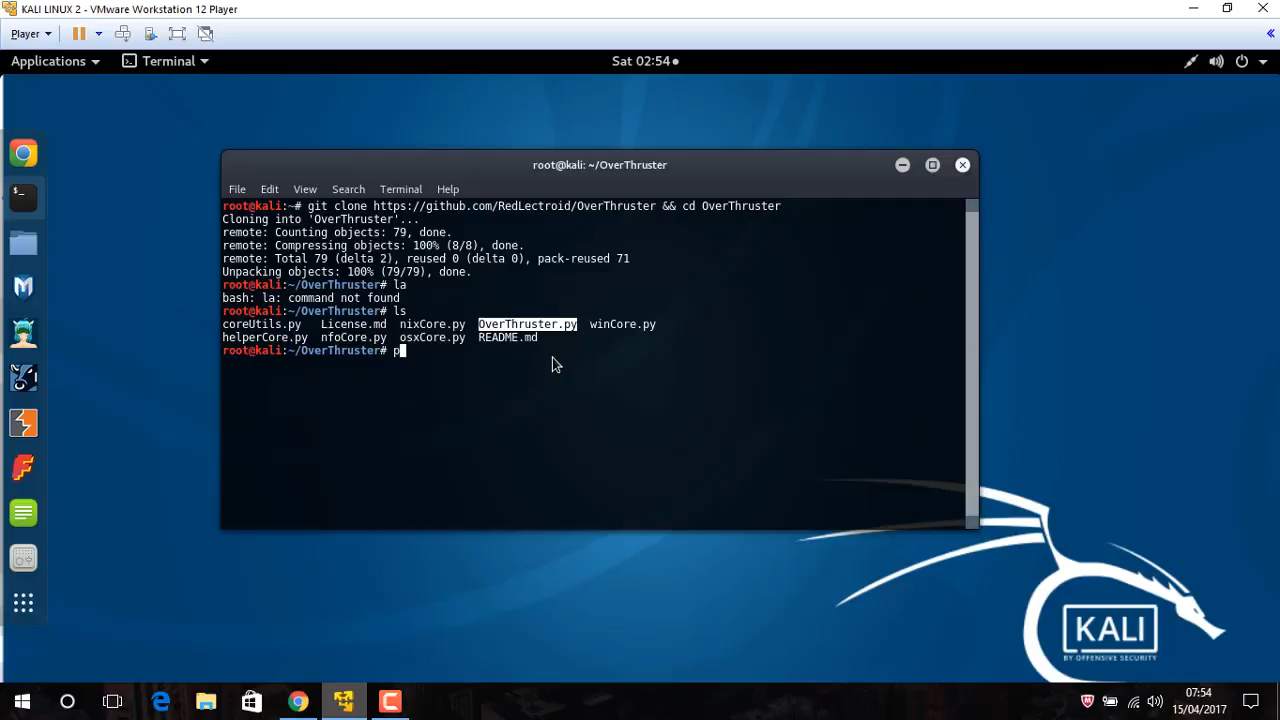 KALI LINUX 2 - VMware Workstation 12 Player
Player
Applications Terminal Sat 02:54
root@kali: ~/OverThruster
File Edit View Search Terminal Help
root@kali:~# git clone https://github.com/RedLectroid/OverThruster && cd OverThruster
Cloning into 'OverThruster'...
remote: Counting objects: 79, done.
remote: Compressing objects: 100% (8/8), done.
remote: Total 79 (delta 2), reused 0 (delta 0), pack-reused 71
Unpacking objects: 100% (79/79), done.
root@kali:~/OverThruster# la
bash: la: command not found
root@kali:~/OverThruster# ls
coreUtils.py License.md nixCore.py OverThruster.py winCore.py
helperCore.py nfoCore.py osxCore.py README.md
root@kali:~/OverThruster# p
KALI
BY OFFENSIVE SECURITY
07:54
15/04/2017